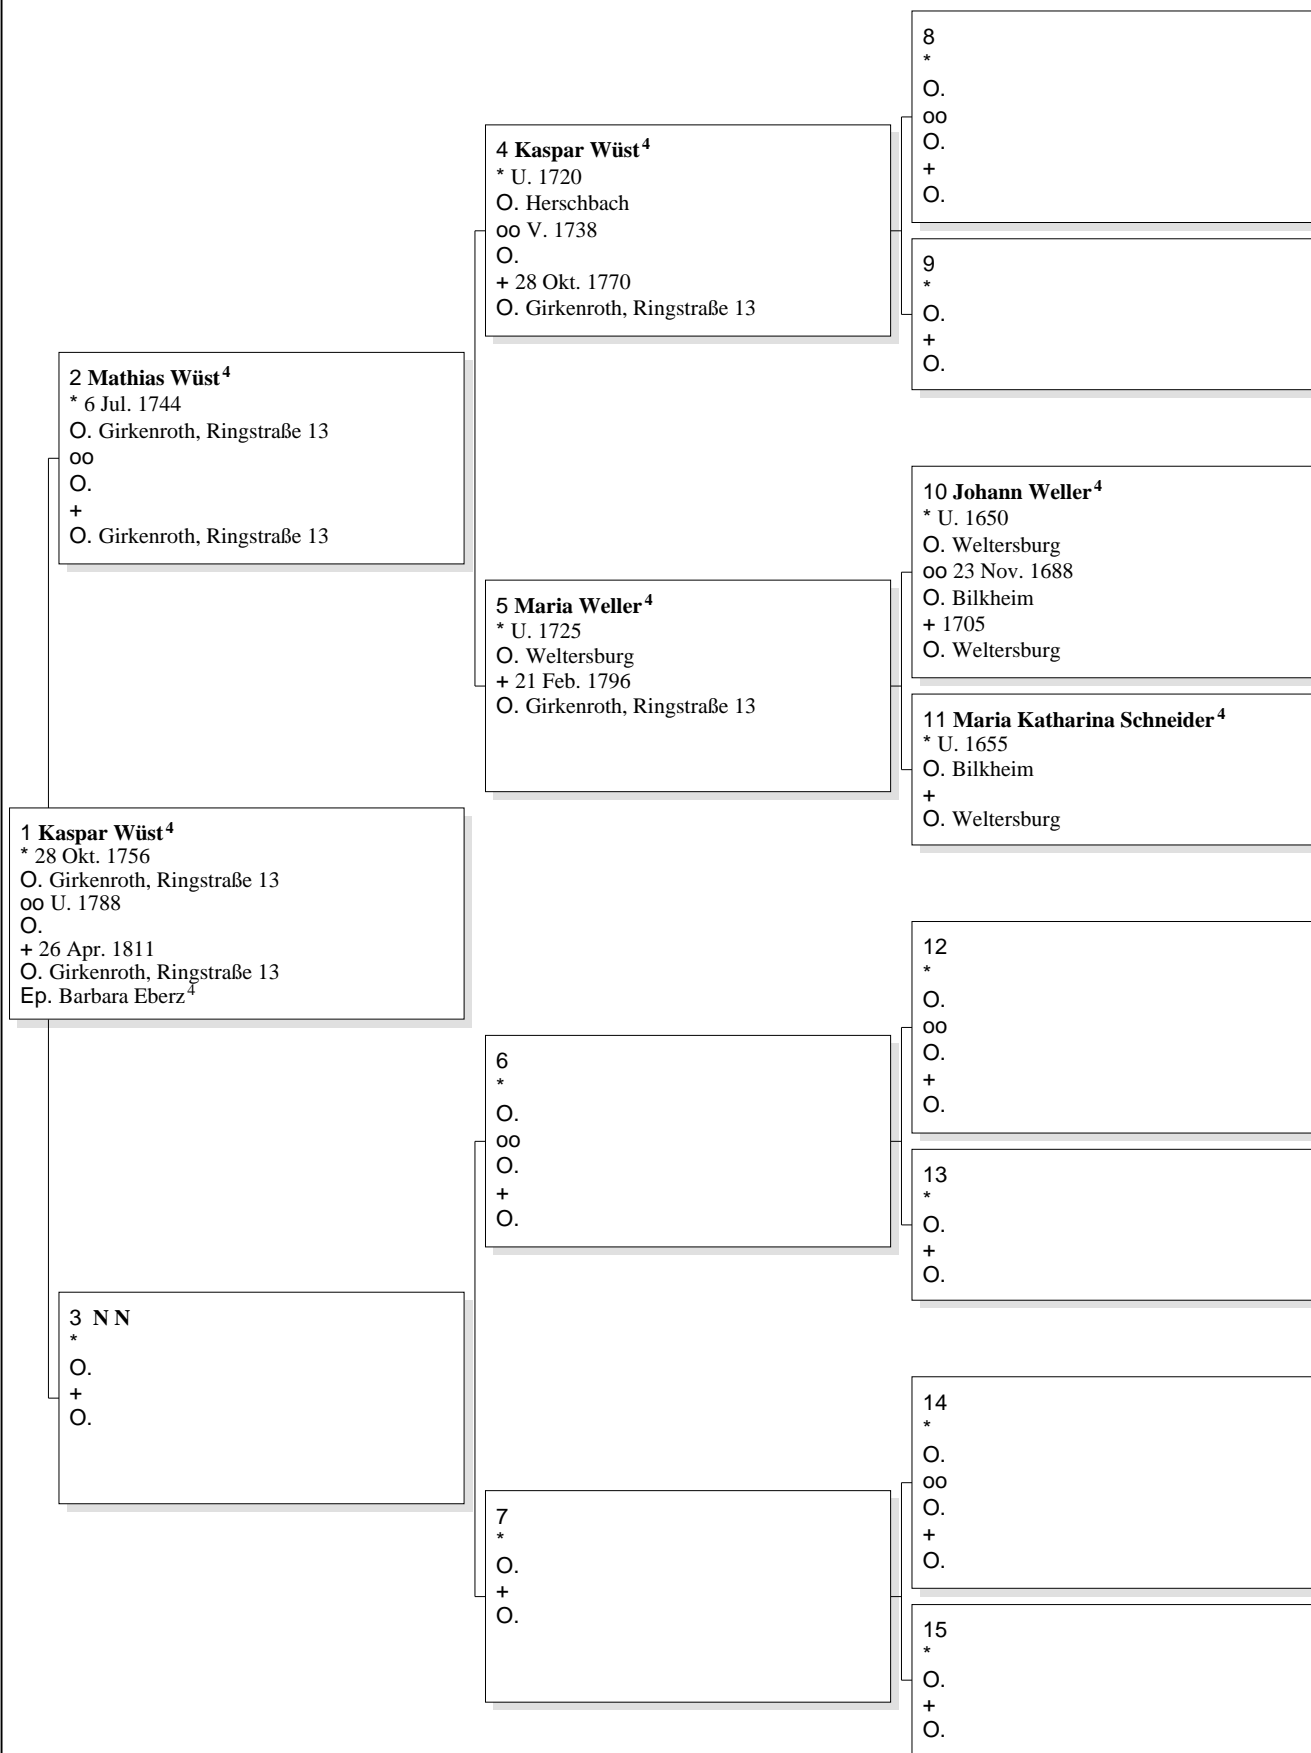 8
*
O.
oo
O.
+
O.
4 Kaspar Wüst 4
* U. 1720
O. Herschbach
oo V. 1738
O.
+ 28 Okt. 1770
O. Girkenroth, Ringstraße 13
9
*
O.
+
O.
2 Mathias Wüst 4
* 6 Jul. 1744
O. Girkenroth, Ringstraße 13
oo
O.
+
O. Girkenroth, Ringstraße 13
10 Johann Weller 4
* U. 1650
O. Weltersburg
oo 23 Nov. 1688
O. Bilkheim
+ 1705
O. Weltersburg
5 Maria Weller 4
* U. 1725
O. Weltersburg
+ 21 Feb. 1796
O. Girkenroth, Ringstraße 13
11 Maria Katharina Schneider 4
* U. 1655
O. Bilkheim
+
O. Weltersburg
1 Kaspar Wüst 4
* 28 Okt. 1756
O. Girkenroth, Ringstraße 13
oo U. 1788
O.
+ 26 Apr. 1811
O. Girkenroth, Ringstraße 13
Ep. Barbara Eberz 4
12
*
O.
oo
O.
+
O.
6
*
O.
oo
O.
+
O.
13
*
O.
+
O.
3 N N
*
O.
+
O.
14
*
O.
oo
O.
+
O.
7
*
O.
+
O.
15
*
O.
+
O.